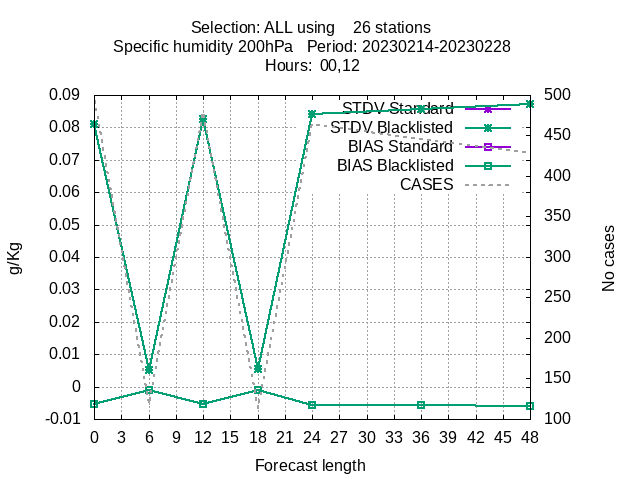 Selection: ALL using    26 stations
Specific humidity 200hPa   Period: 20230214-20230228
Hours:  00,12
STDV Standard
STDV Blacklisted
BIAS Standard
BIAS Blacklisted
CASES
0.09
0.08
0.07
0.06
0.05
0.04
0.03
0.02
0.01
0
-0.01
g/Kg
500
450
400
350
300
250
200
150
100
No cases
0 3 6 9 12 15 18 21 24 27 30 33 36 39 42 45 48
Forecast length